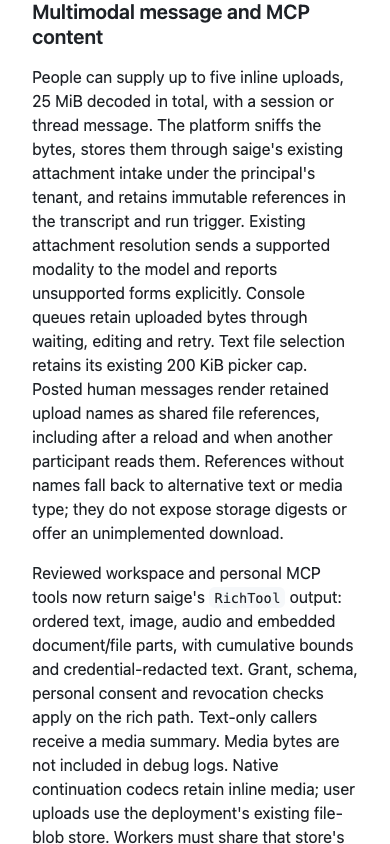 Multimodal message and MCP
content
People can supply up to five inline uploads,
25 MiB decoded in total, with a session or
thread message. The platform sniffs the
bytes, stores them through saige's existing
attachment intake under the principal's
tenant, and retains immutable references in
the transcript and run trigger. Existing
attachment resolution sends a supported
modality to the model and reports
unsupported forms explicitly. Console
queues retain uploaded bytes through
waiting, editing and retry. Text file selection
retains its existing 200 KiB picker cap.
Posted human messages render retained
upload names as shared file references,
including after a reload and when another
participant reads them. References without
names fall back to alternative text or media
type; they do not expose storage digests or
offer an unimplemented download.
Reviewed workspace and personal MCP
tools now return saige's RichTool output:
ordered text, image, audio and embedded
document/file parts, with cumulative bounds
and credential-redacted text. Grant, schema,
personal consent and revocation checks
apply on the rich path. Text-only callers
receive a media summary. Media bytes are
not included in debug logs. Native
continuation codecs retain inline media; user
uploads use the deployment's existing file-
blob store. Workers must share that store's